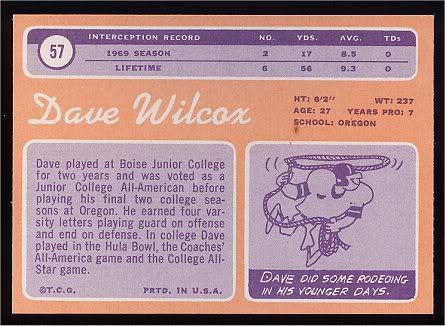 57
INTERCEPTION RECORD NO. YDS. AVG. TDs
1969 SEASON 2 17 8.5 0
LIFETIME 6 56 9.3 0
Dave Wilcox
HT: 6'2" WT: 237
AGE: 27 YEARS PRO: 7
SCHOOL: OREGON
Dave played at Boise Junior College
for two years and was voted as a
Junior College All-American before
playing his final two college sea-
sons at Oregon. He earned four var-
sity letters playing guard on offense
and end on defense. In college Dave
played in the Hula Bowl, the Coaches'
All-America game and the College All-
Star game.
©T.C.G. PRTD. IN U.S.A.
DAVE DID SOME RODEOING
IN HIS YOUNGER DAYS.